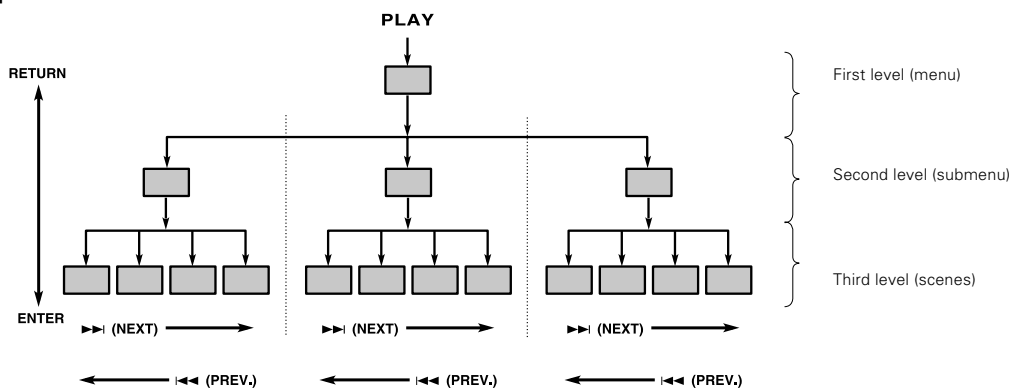 PLAY
RETURN
First level (menu)
Second level (submenu)
Third level (scenes)
ENTER
▶▶| (NEXT) ▶▶| (NEXT) ▶▶| (NEXT)
|◀◀ (PREV.) |◀◀ (PREV.) |◀◀ (PREV.)